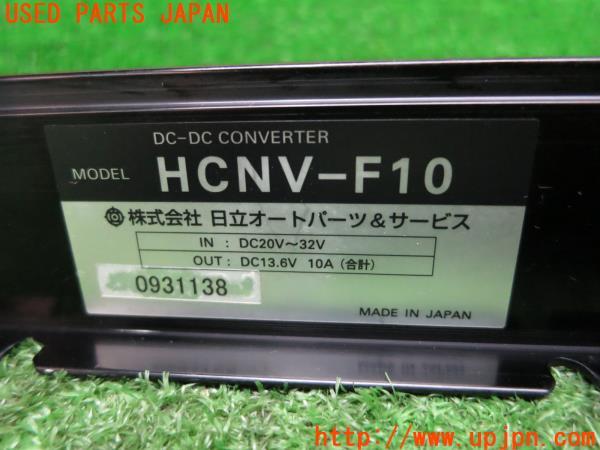 USED PARTS JAPAN
DC-DC CONVERTER
MODEL HCNV-F10
株式会社 日立オートパーツ&サービス
IN : DC20V～32V
OUT : DC13.6V 10A (合計)
0931138
MADE IN JAPAN
http://www.upjpn.com